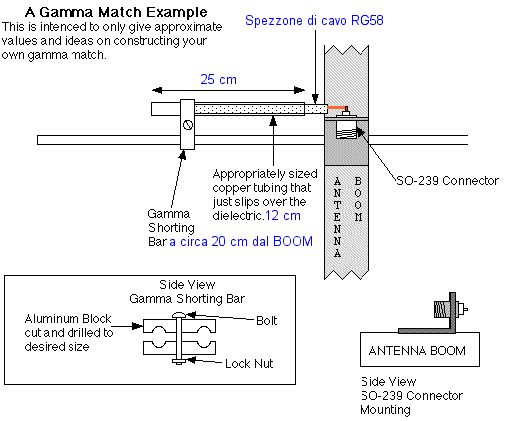 A Gamma Match Example
This is intenced to only give approximate
values and ideas on constructing your
own gamma match.
Spezzone di cavo RG58
25 cm
Appropriately sized
copper tubing that
just slips over the
dielectric.12 cm
SO-239 Connector
Gamma
Shorting
Bar a circa 20 cm dal BOOM
ANTENNA
BOOM
Side View
Gamma Shorting Bar
Aluminum Block
cut and drilled to
desired size
Bolt
Lock Nut
ANTENNA BOOM
Side View
SO-239 Connector
Mounting